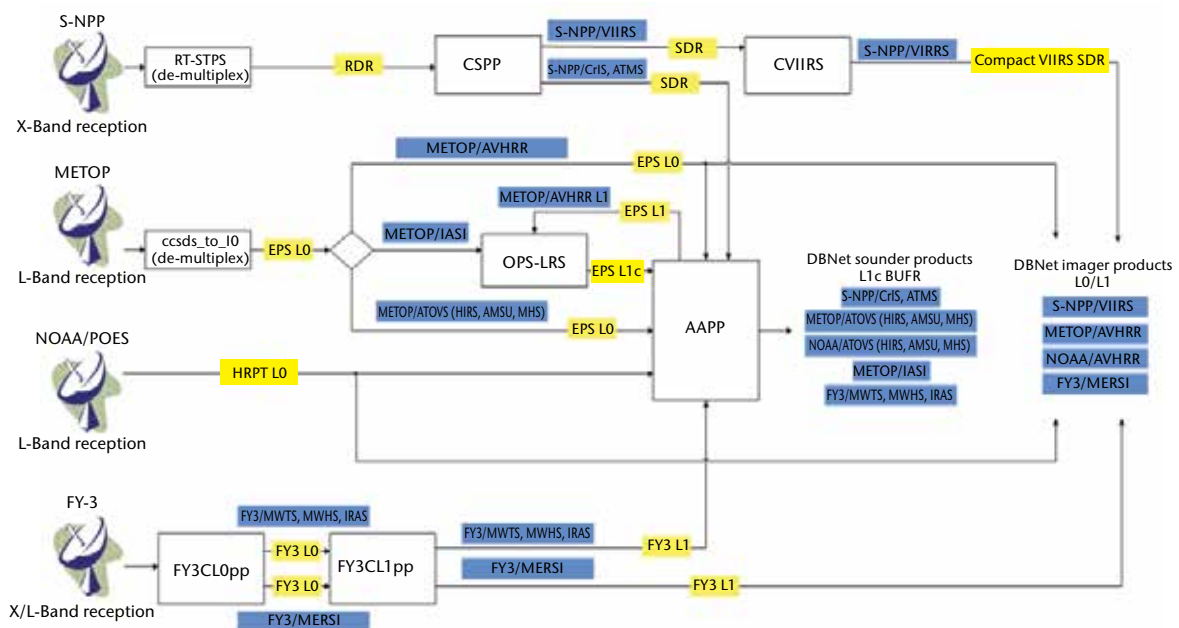 S-NPP
X-Band reception
RT-STPS
(de-multiplex)
RDR
CSPP
S-NPP/VIIRS
SDR
S-NPP/CrIS, ATMS
SDR
CVIIRS
S-NPP/VIRRS
Compact VIIRS SDR
METOP
L-Band reception
ccsds_to_l0
(de-multiplex)
EPS L0
METOP/AVHRR
EPS L0
METOP/AVHRR L1
EPS L1
METOP/IASI
OPS-LRS
EPS L1c
METOP/ATOVS (HIRS, AMSU, MHS)
EPS L0
AAPP
NOAA/POES
L-Band reception
HRPT L0
DBNet sounder products
L1c BUFR
S-NPP/CrIS, ATMS
METOP/ATOVS (HIRS, AMSU, MHS)
NOAA/ATOVS (HIRS, AMSU, MHS)
METOP/IASI
FY3/MWTS, MWHS, IRAS
DBNet imager products
L0/L1
S-NPP/VIIRS
METOP/AVHRR
NOAA/AVHRR
FY3/MERSI
FY-3
X/L-Band reception
FY3CL0pp
FY3/MWTS, MWHS, IRAS
FY3 L0
FY3 L0
FY3/MERSI
FY3CL1pp
FY3/MWTS, MWHS, IRAS
FY3 L1
FY3/MERSI
FY3 L1